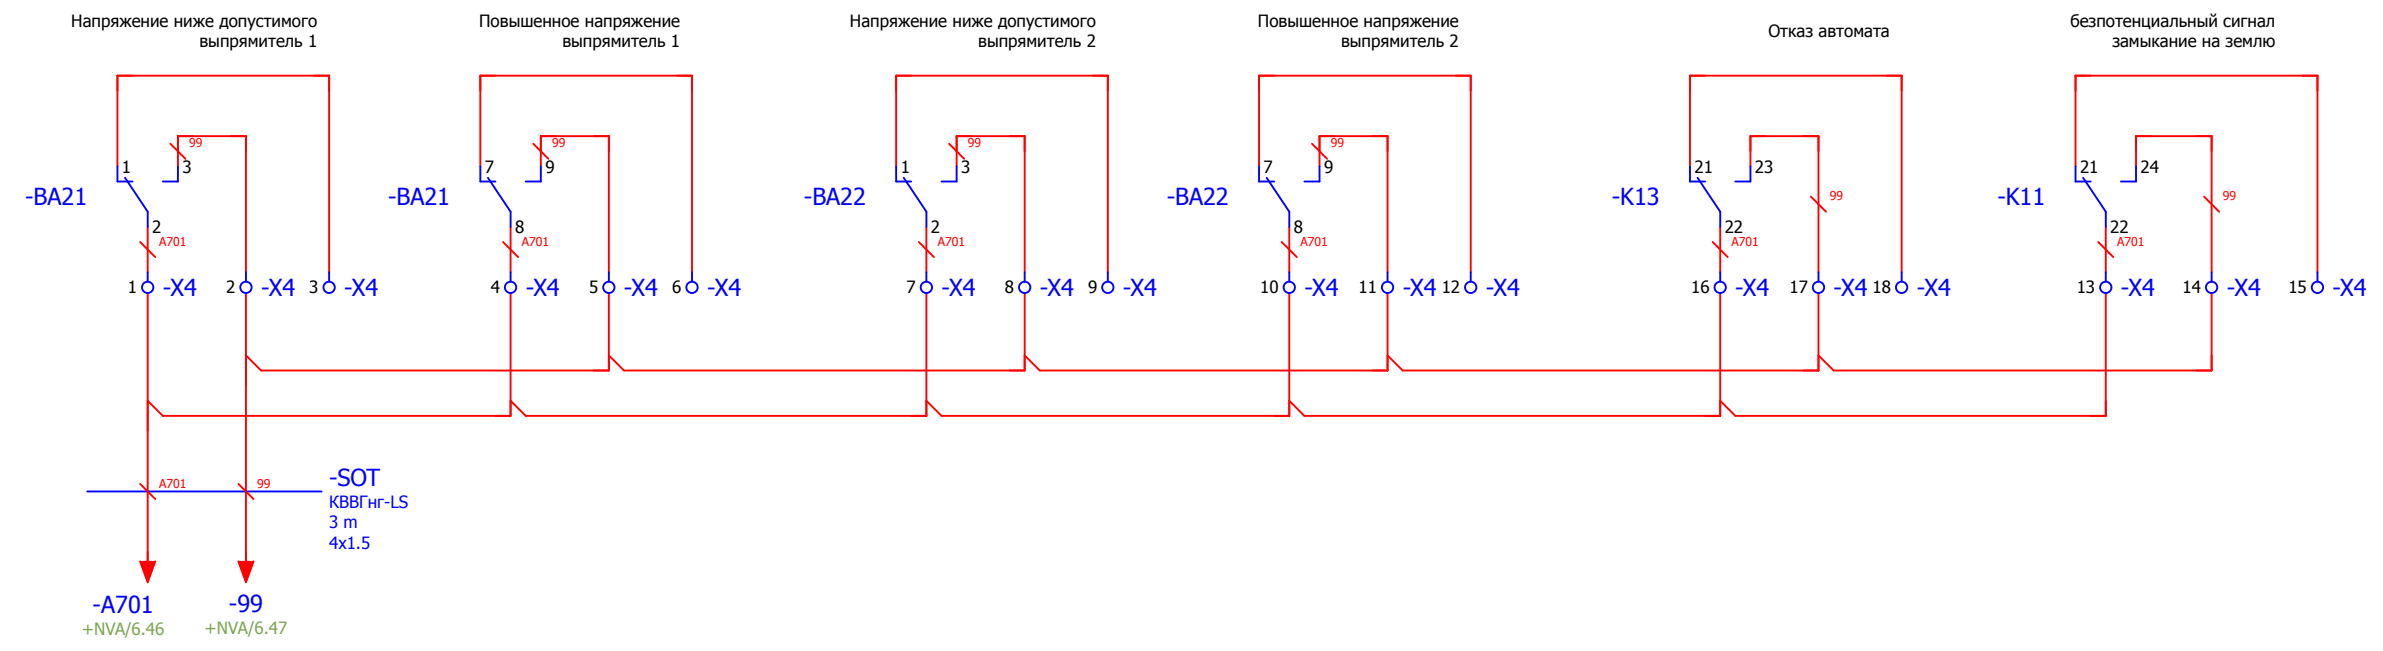 Напряжение ниже допустимого
выпрямитель 1
Повышенное напряжение
выпрямитель 1
Напряжение ниже допустимого
выпрямитель 2
Повышенное напряжение
выпрямитель 2
Отказ автомата
безпотенциальный сигнал
замыкание на землю
99 99 99 99
1 3 7 9 1 3 7 9 21 23 21 24
-BA21 -BA21 -BA22 -BA22 -K13 99 -K11 99
2 8 2 8 22 22
A701 A701 A701 A701 A701 A701
1 -X4 2 -X4 3 -X4 4 -X4 5 -X4 6 -X4 7 -X4 8 -X4 9 -X4 10 -X4 11 -X4 12 -X4 16 -X4 17 -X4 18 -X4 13 -X4 14 -X4 15 -X4
A701 99 -SOT
КВВГнг-LS
3 m
4x1.5
-A701 -99
+NVA/6.46 +NVA/6.47